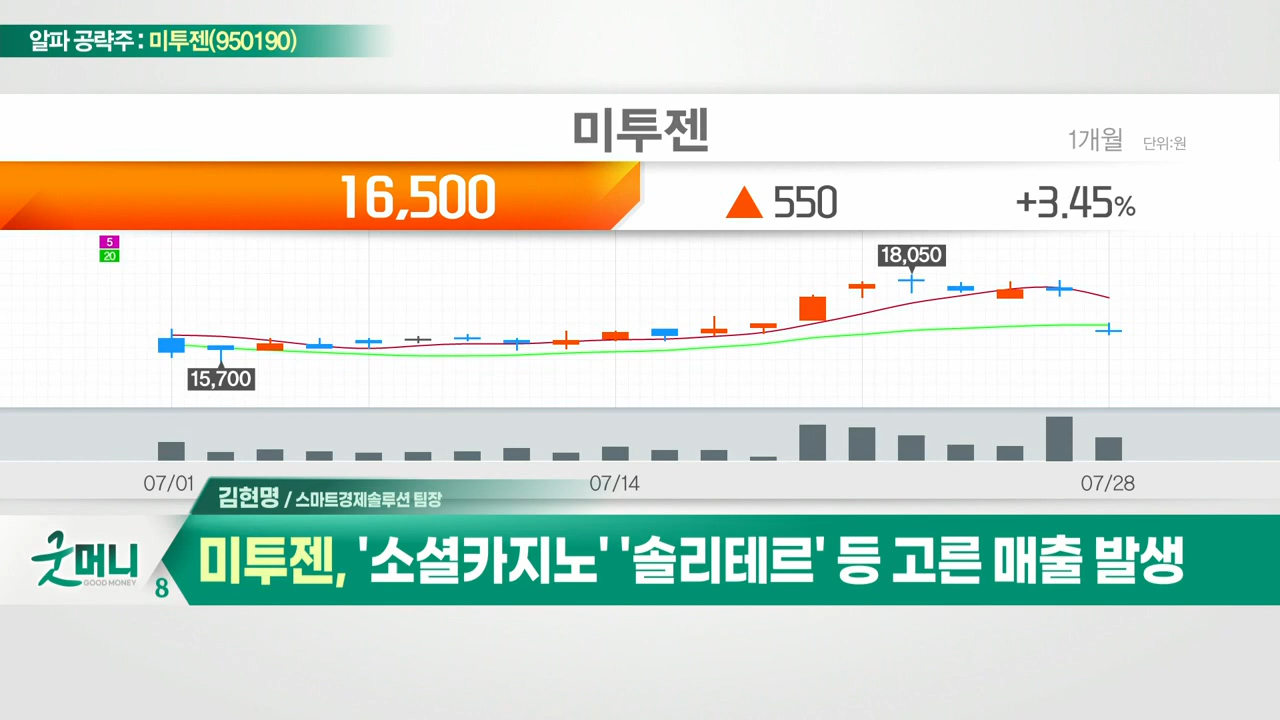 알파 공략주 : 미투젠(950190)
미투젠
1개월 단위:원
16,500 ▲ 550 +3.45%
5
20
18,050
15,700
07/01 07/14 07/28
김현명 / 스마트경제솔루션 팀장
굿머니
GOOD MONEY
8
미투젠, '소셜카지노' '솔리테르' 등 고른 매출 발생